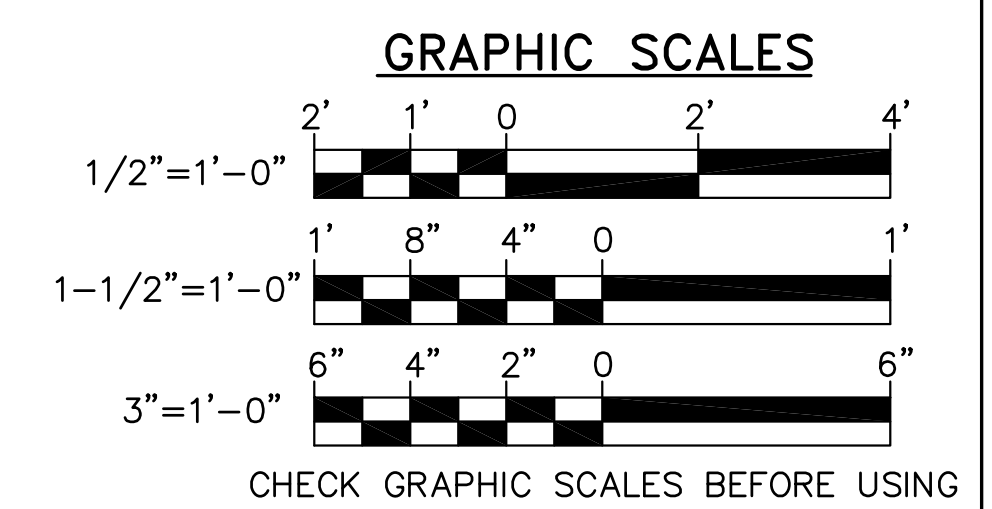 GRAPHIC SCALES
2’ 1’ 0 2’ 4’
1/2”=1’–0”
1’ 8” 4” 0 1’
1–1/2”=1’–0”
6” 4” 2” 0 6”
3”=1’–0”
CHECK GRAPHIC SCALES BEFORE USING